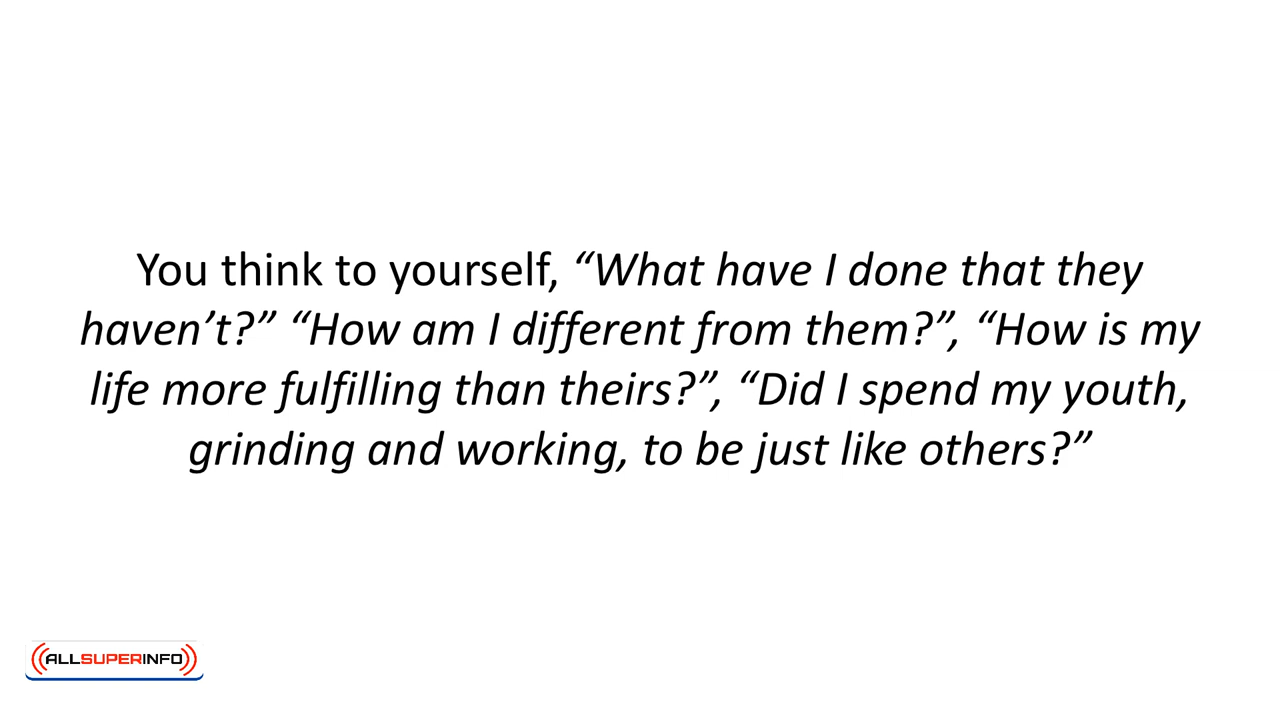 You think to yourself, “What have I done that they
haven’t?” “How am I different from them?”, “How is my
life more fulfilling than theirs?”, “Did I spend my youth,
grinding and working, to be just like others?”
ALLSUPERINFO